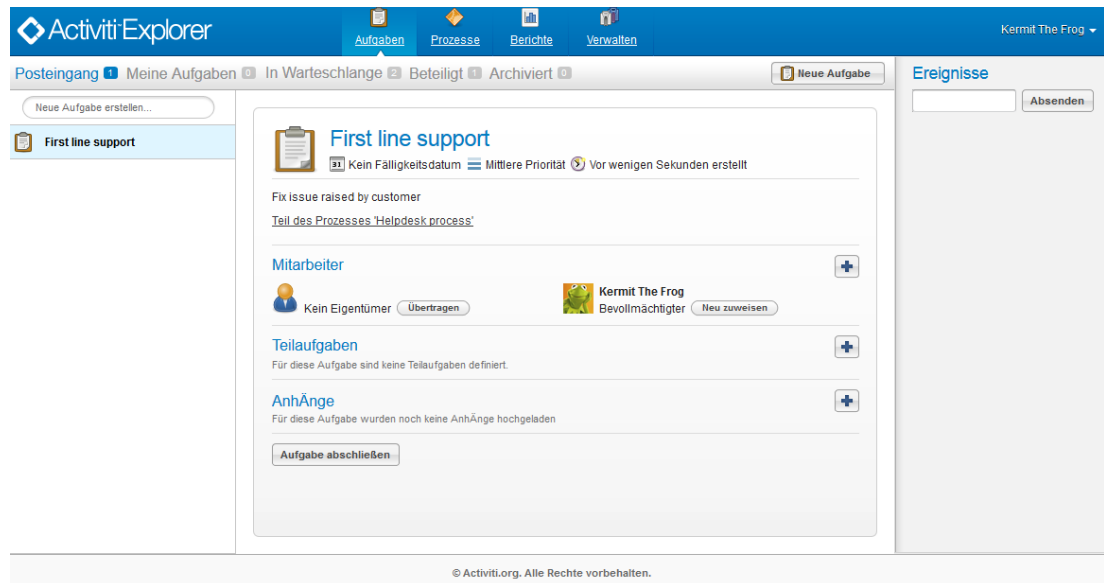 Activiti Explorer
Aufgaben Prozesse Berichte Verwalten
Kermit The Frog
Posteingang 1 Meine Aufgaben 0 In Warteschlange 2 Beteiligt 1 Archiviert 0
Neue Aufgabe
Ereignisse
Absenden
Neue Aufgabe erstellen...
First line support
First line support
31 Kein Fälligkeitsdatum Mittlere Priorität Vor wenigen Sekunden erstellt
Fix issue raised by customer
Teil des Prozesses 'Helpdesk process'
Mitarbeiter
Kein Eigentümer Übertragen
Kermit The Frog
Bevollmächtigter Neu zuweisen
Teilaufgaben
Für diese Aufgabe sind keine Teilaufgaben definiert.
AnhÄnge
Für diese Aufgabe wurden noch keine AnhÄnge hochgeladen
Aufgabe abschließen
© Activiti.org. Alle Rechte vorbehalten.